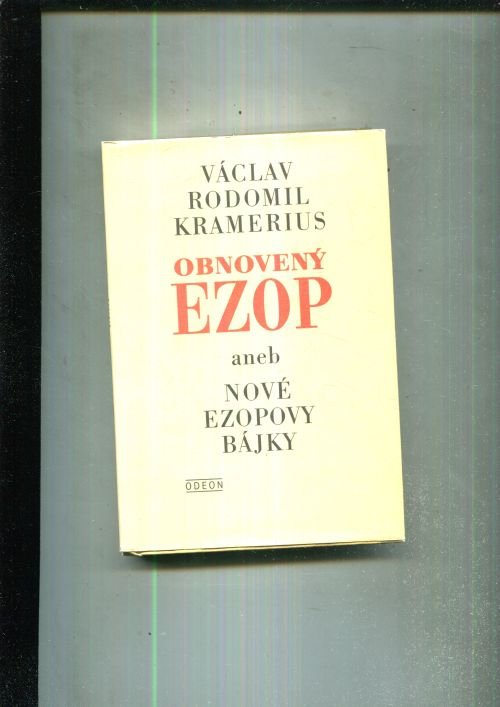 VÁCLAV
RODOMIL
KRAMERIUS
OBNOVENÝ
EZOP
aneb
NOVÉ
EZOPOVY
BÁJKY
ODEON